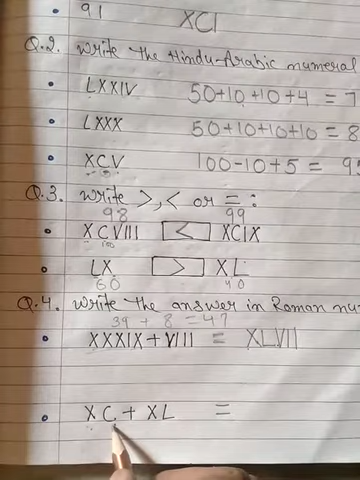 91 XCI
Q.2. Write the Hindu-Arabic numeral
LXXIV 50+10+10+4 = 7
LXXX 50+10+10+10 = 8
XCV 100-10+5 = 95
Q.3. Write >, < or = :
98 99
XCVIII < XCIX
100
LX > XL
60 40
Q.4. Write the answer in Roman nu
39 + 8 = 47
XXXIX + VIII = XLVII
XC + XL =